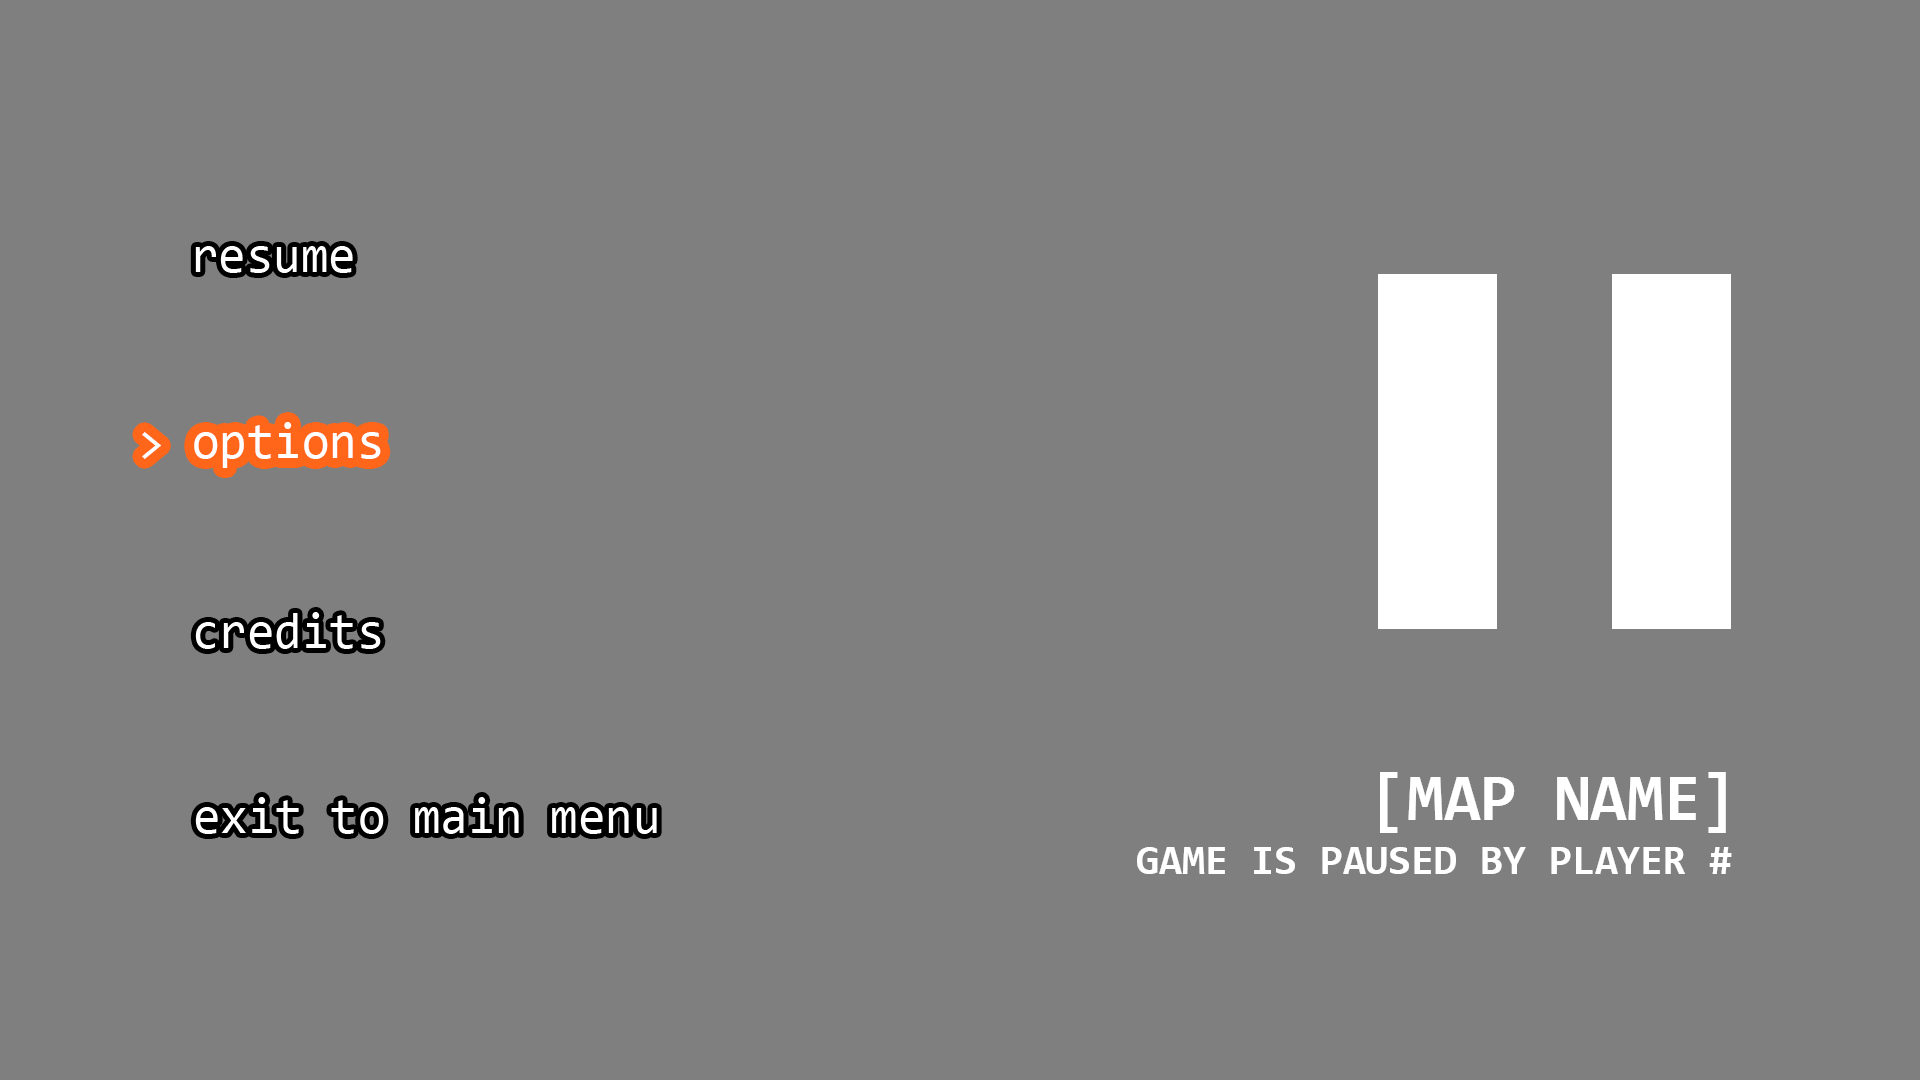 resume
> options
credits
exit to main menu
[MAP NAME]
GAME IS PAUSED BY PLAYER #